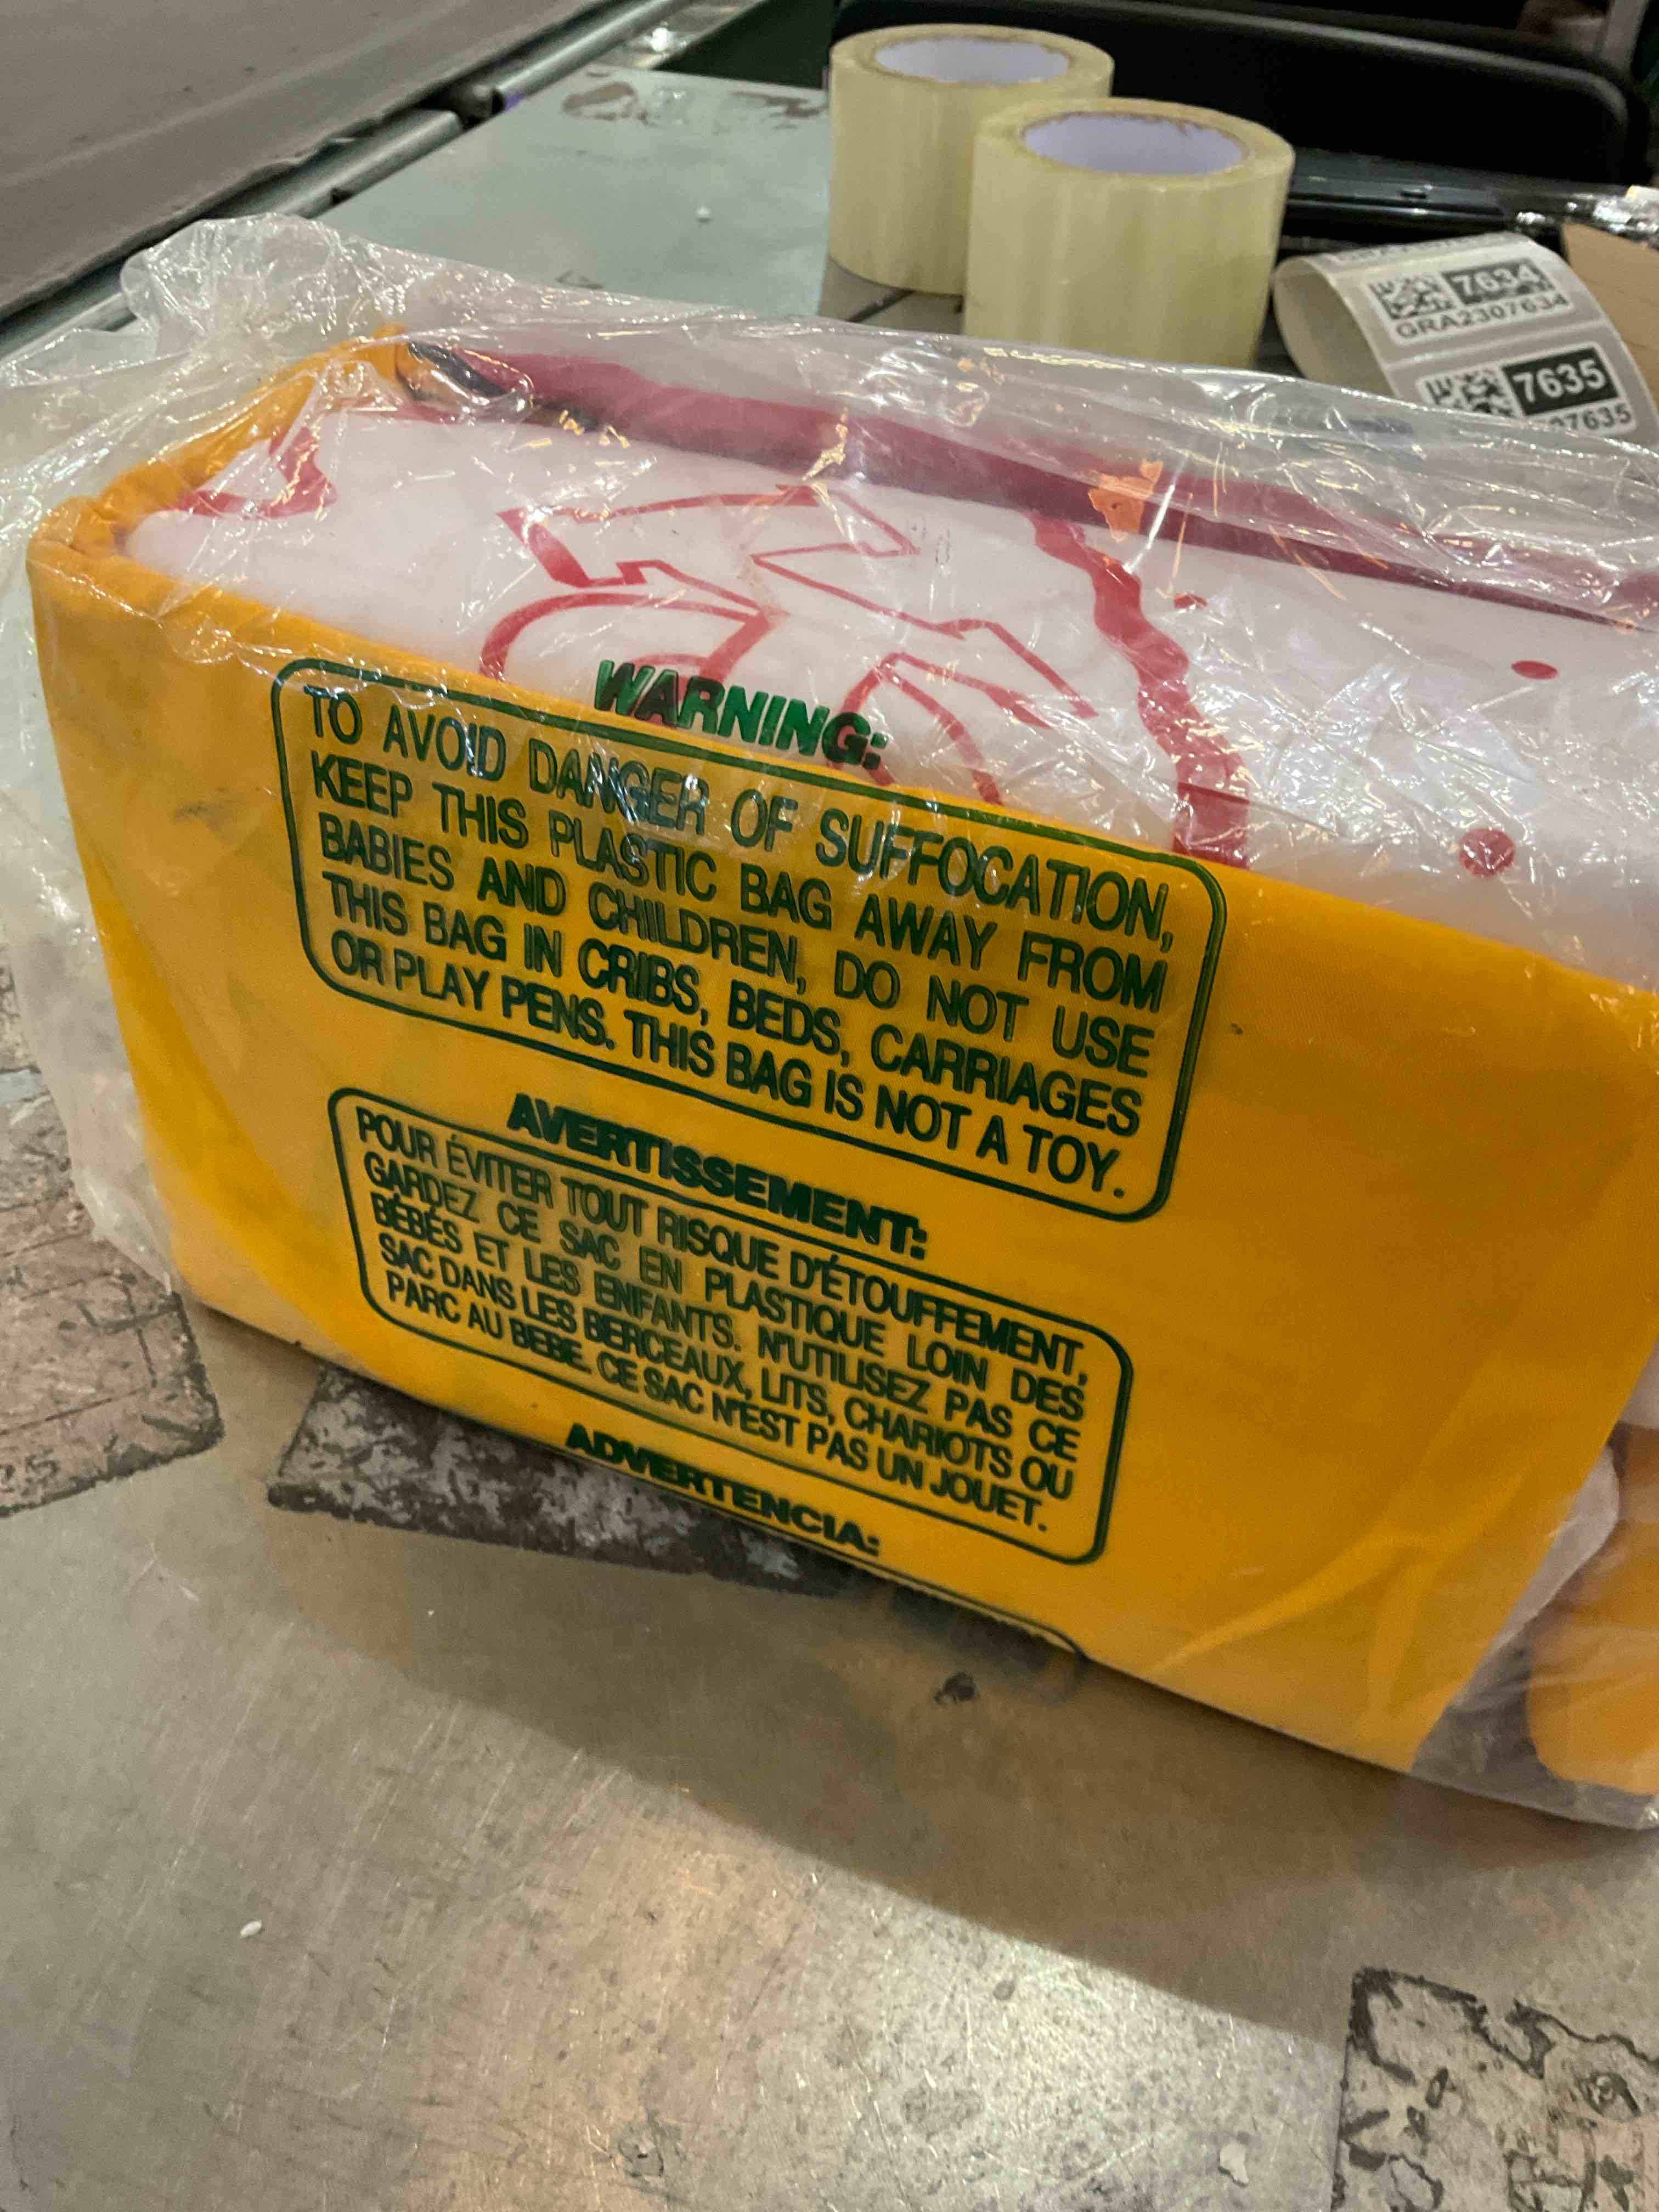 7634
GRA2307634
7635
WARNING:
TO AVOID DANGER OF SUFFOCATION,
KEEP THIS PLASTIC BAG AWAY FROM
BABIES AND CHILDREN, DO NOT USE
THIS BAG IN CRIBS, BEDS, CARRIAGES
OR PLAY PENS. THIS BAG IS NOT A TOY.
AVERTISSEMENT:
POUR ÉVITER TOUT RISQUE D'ÉTOUFFEMENT,
GARDEZ CE SAC EN PLASTIQUE LOIN DES
BÉBÉS ET LES ENFANTS. N'UTILISEZ PAS CE
SAC DANS LES BERCEAUX, LITS, CHARIOTS OU
PARC AU BEBE. CE SAC N'EST PAS UN JOUET.
ADVERTENCIA: